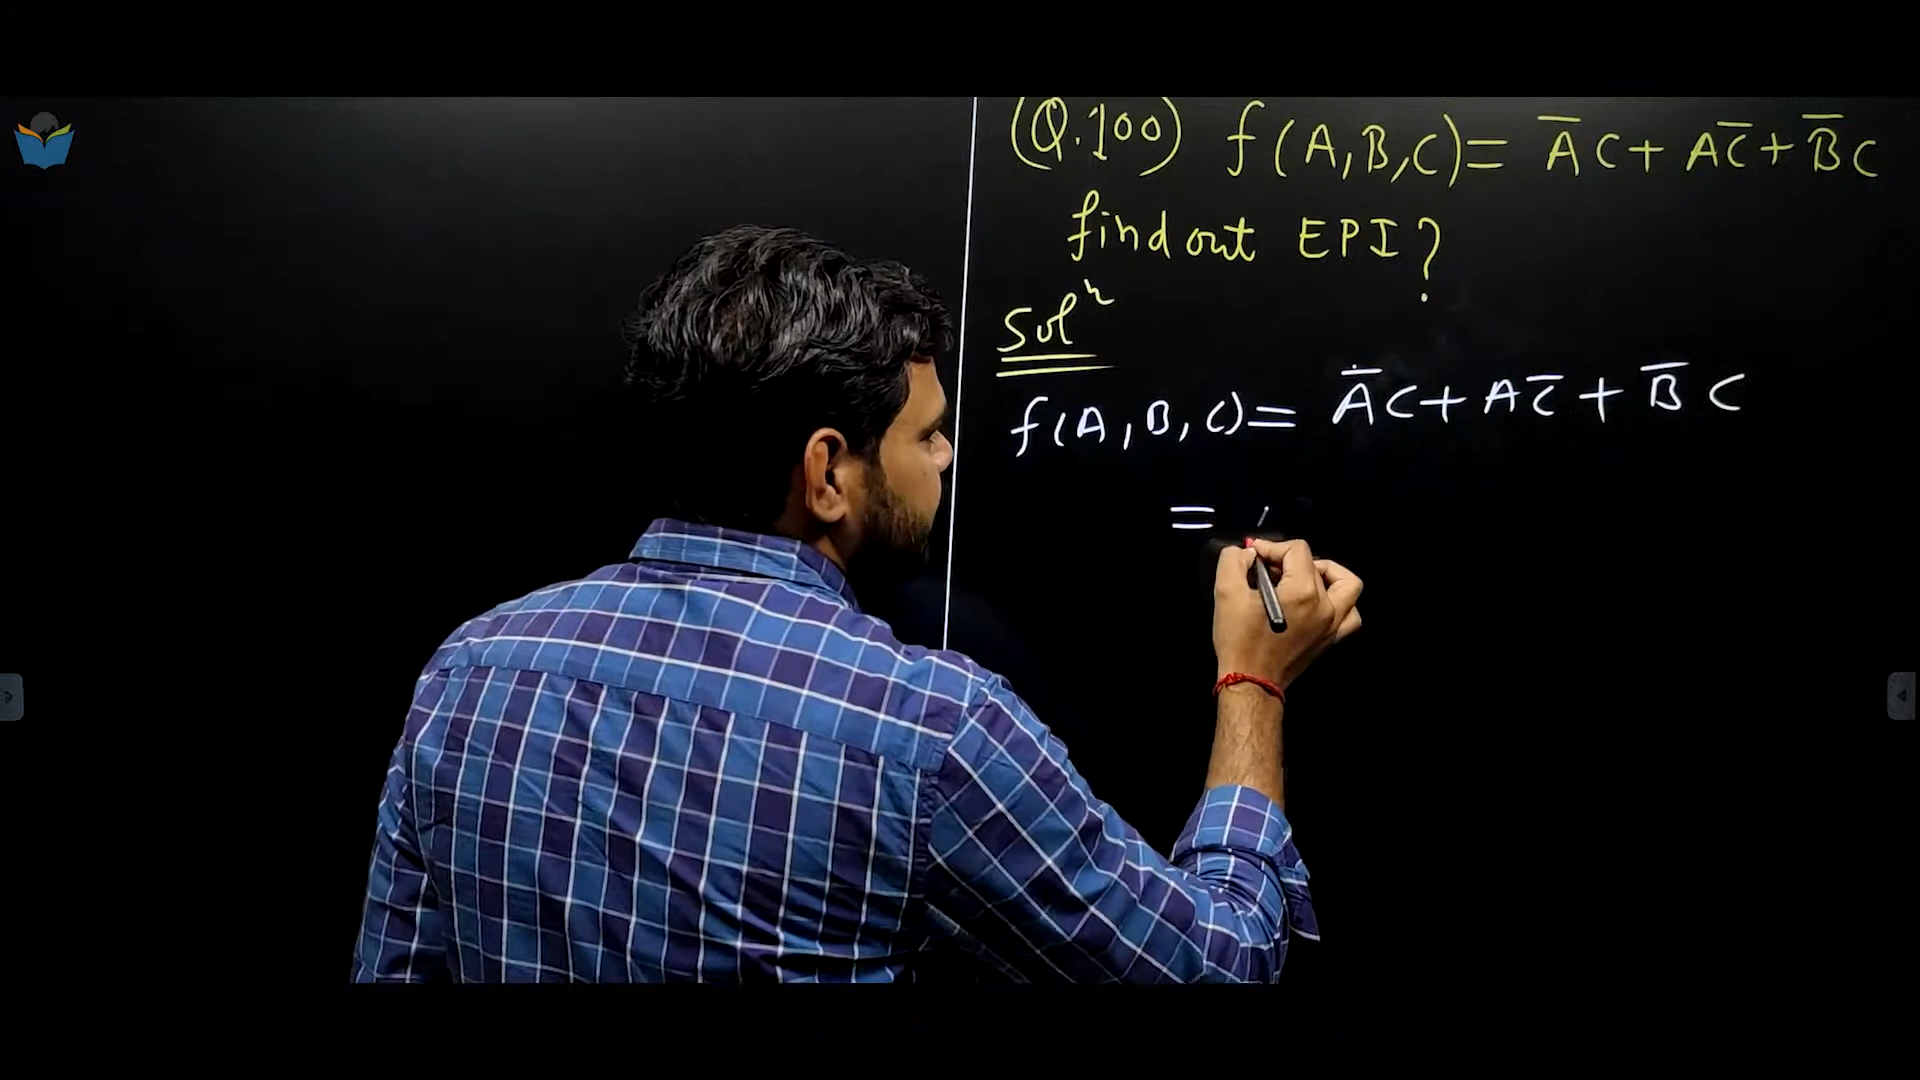 (Q.100) f(A,B,C)= A̅C+AC̅+B̅C
find out EPI?
Solⁿ
f(A,B,C)= A̅C+AC̅+B̅C
=